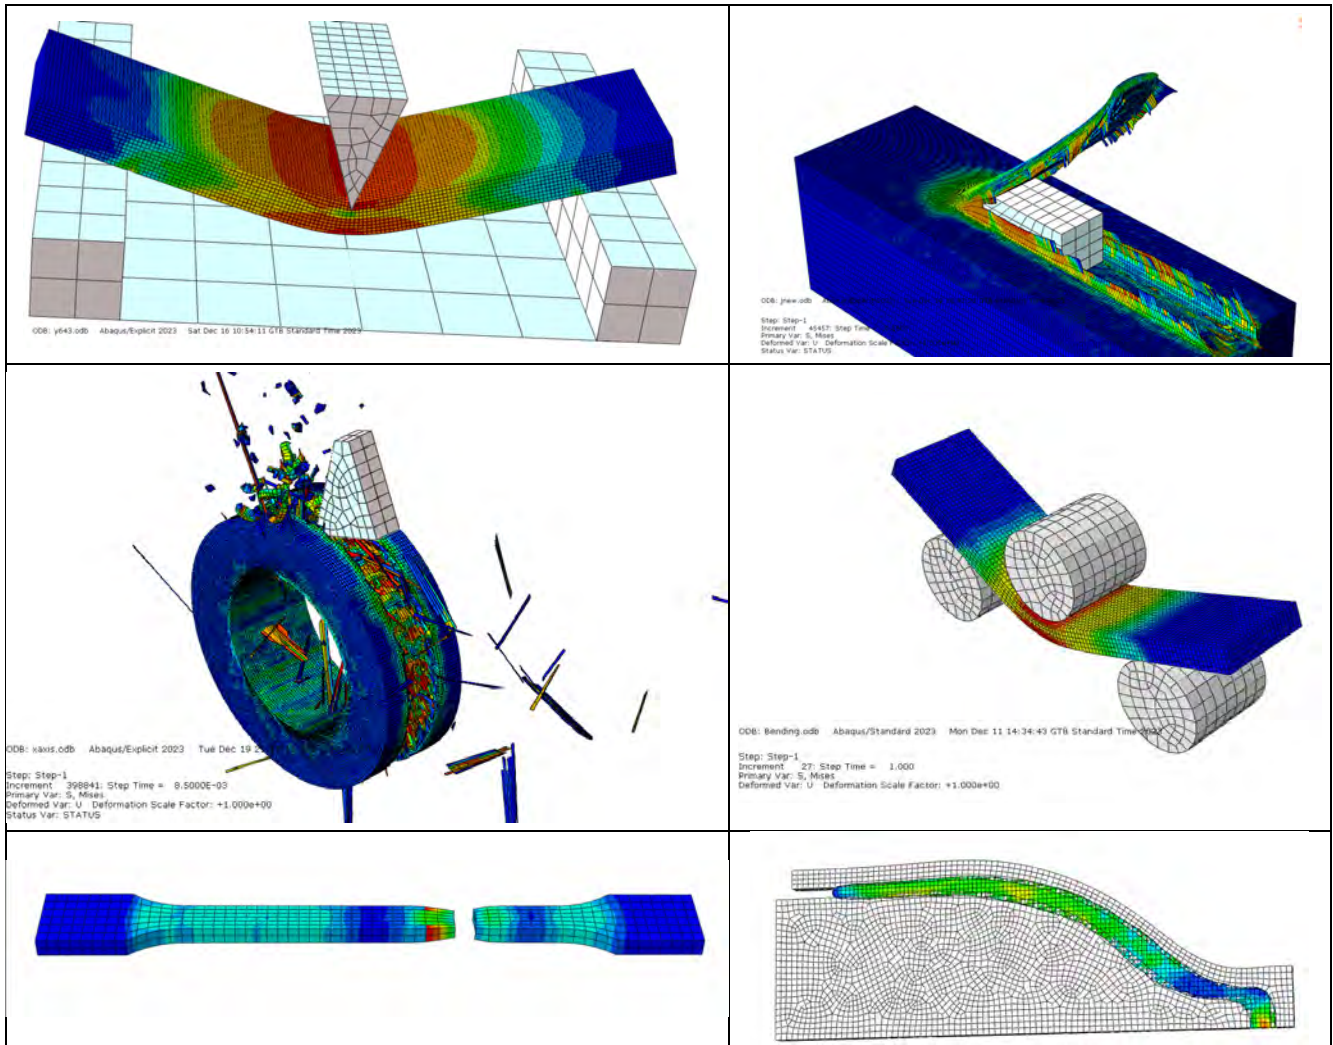 ODB: y643.odb Abaqus/Explicit 2023 Sat Dec 16 10:54:11 GTB Standard Time 2023
ODB: jnew.odb
Step: Step-1
Increment 45457: Step Time
Primary Var: S, Mises
Deformed Var: U Deformation Scale
Status Var: STATUS
ODB: xaxis.odb Abaqus/Explicit 2023 Tue Dec 19
Step: Step-1
Increment 398841: Step Time = 8.5000E-03
Primary Var: S, Mises
Deformed Var: U Deformation Scale Factor: +1.000e+00
Status Var: STATUS
ODB: Bending.odb Abaqus/Standard 2023 Mon Dec 11 14:34:43 GTB Standard Time 2023
Step: Step-1
Increment 27: Step Time = 1.000
Primary Var: S, Mises
Deformed Var: U Deformation Scale Factor: +1.000e+00